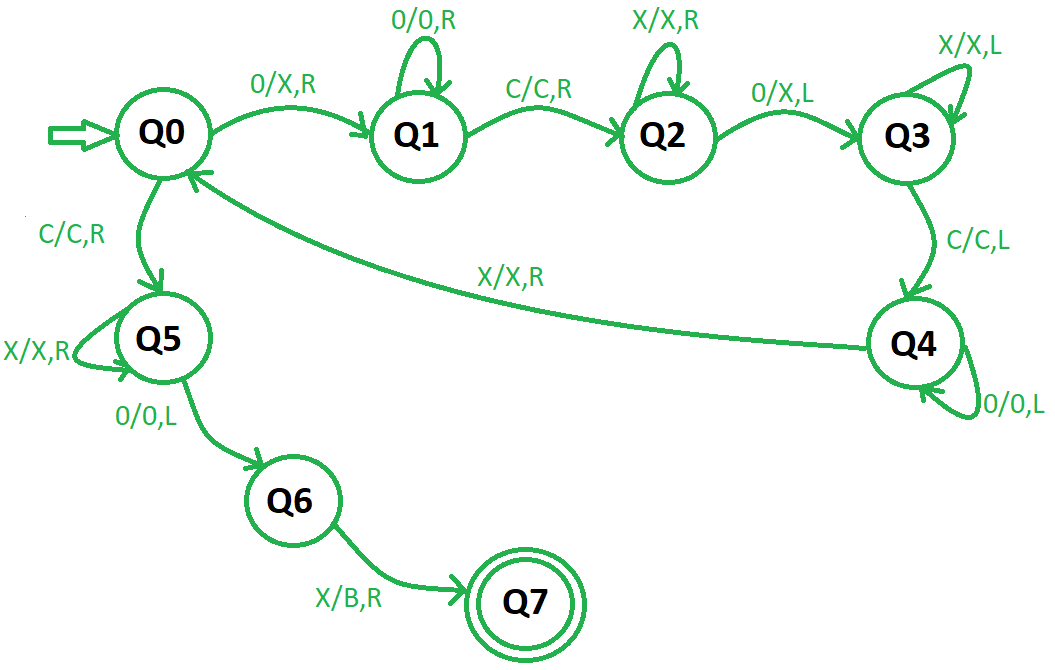 0/0,R
X/X,R
X/X,L
0/X,R
C/C,R
0/X,L
Q0
Q1
Q2
Q3
C/C,R
C/C,L
X/X,R
Q5
Q4
X/X,R
0/0,L
0/0,L
Q6
X/B,R
Q7